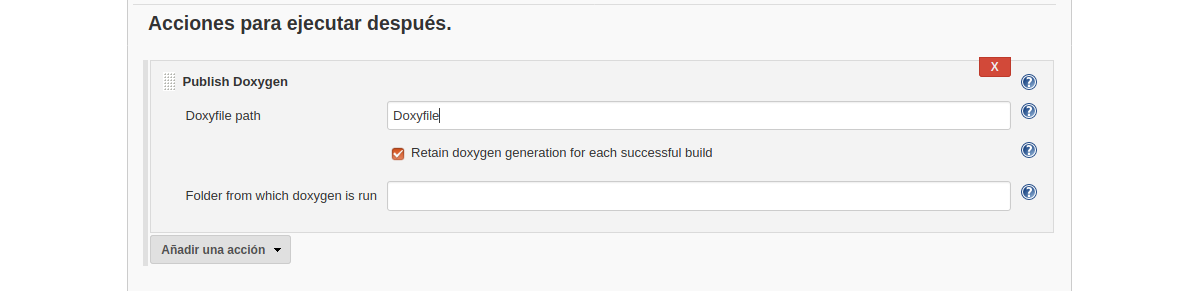 Acciones para ejecutar después.
X
Publish Doxygen
?
Doxyfile path
Doxyfile
?
Retain doxygen generation for each successful build
?
Folder from which doxygen is run
?
Añadir una acción